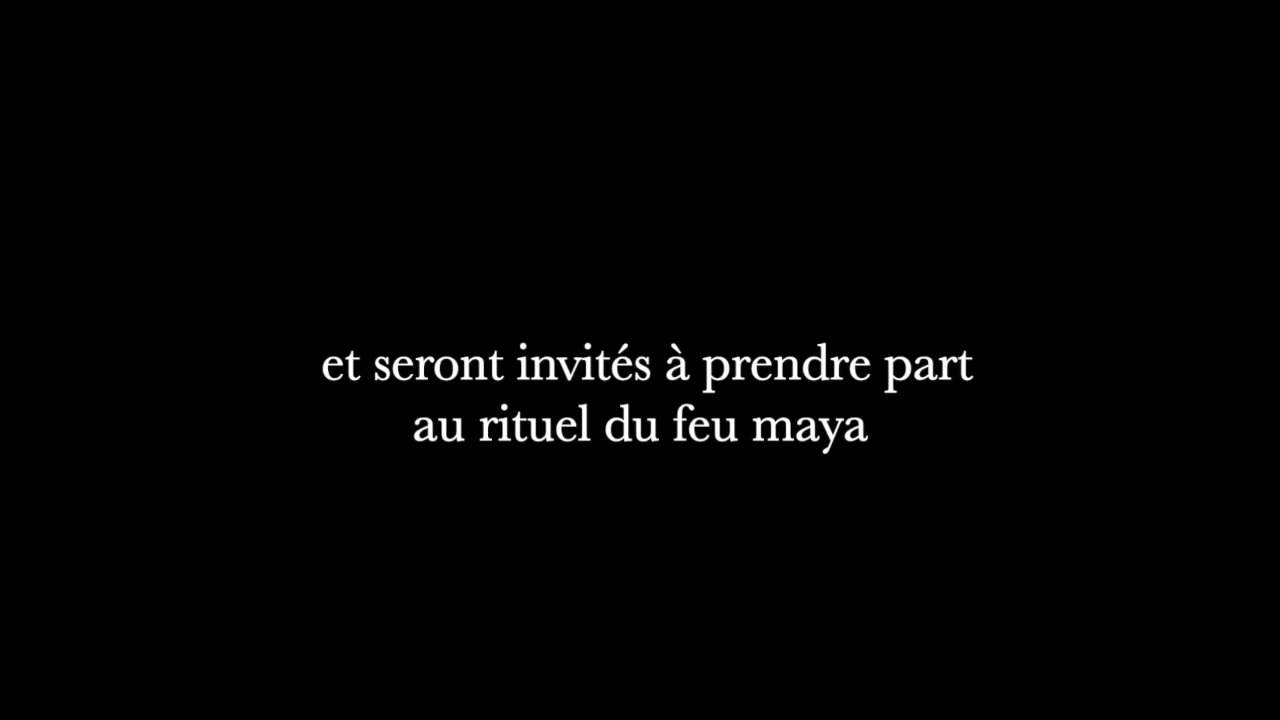 et seront invités à prendre part
au rituel du feu maya